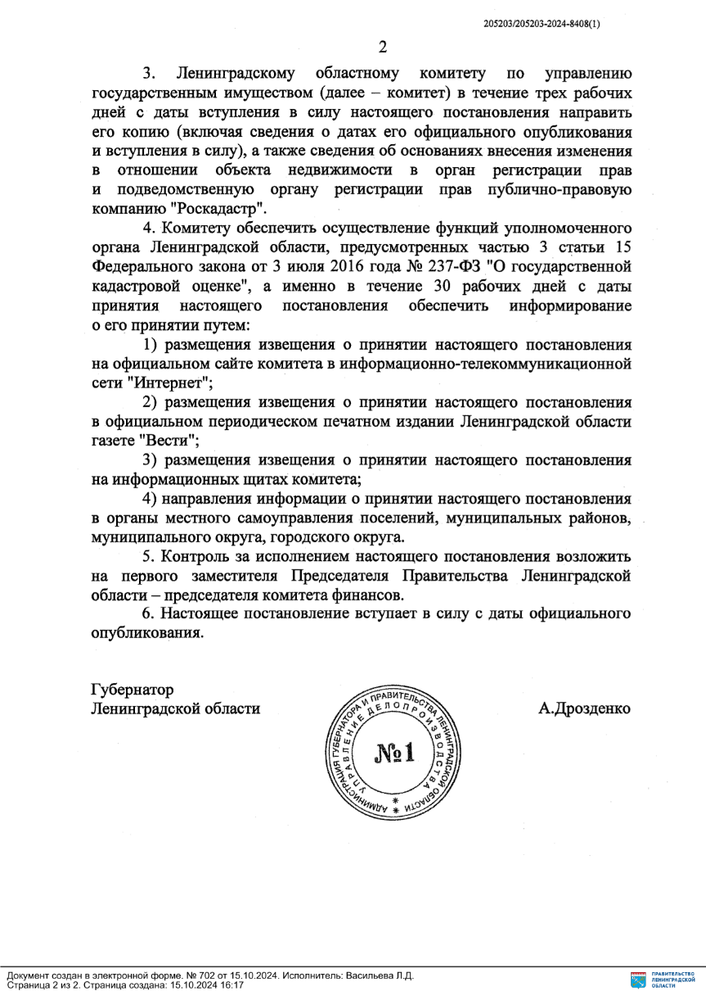 205203/205203-2024-8408(1)
2
3. Ленинградскому областному комитету по управлению
государственным имуществом (далее – комитет) в течение трех рабочих
дней с даты вступления в силу настоящего постановления направить
его копию (включая сведения о датах его официального опубликования
и вступления в силу), а также сведения об основаниях внесения изменения
в отношении объекта недвижимости в орган регистрации прав
и подведомственную органу регистрации прав публично-правовую
компанию "Роскадастр".
4. Комитету обеспечить осуществление функций уполномоченного
органа Ленинградской области, предусмотренных частью 3 статьи 15
Федерального закона от 3 июля 2016 года № 237-ФЗ "О государственной
кадастровой оценке", а именно в течение 30 рабочих дней с даты
принятия настоящего постановления обеспечить информирование
о его принятии путем:
1) размещения извещения о принятии настоящего постановления
на официальном сайте комитета в информационно-телекоммуникационной
сети "Интернет";
2) размещения извещения о принятии настоящего постановления
в официальном периодическом печатном издании Ленинградской области
газете "Вести";
3) размещения извещения о принятии настоящего постановления
на информационных щитах комитета;
4) направления информации о принятии настоящего постановления
в органы местного самоуправления поселений, муниципальных районов,
муниципального округа, городского округа.
5. Контроль за исполнением настоящего постановления возложить
на первого заместителя Председателя Правительства Ленинградской
области – председателя комитета финансов.
6. Настоящее постановление вступает в силу с даты официального
опубликования.
Губернатор
Ленинградской области
А.Дрозденко
АДМИНИСТРАЦИЯ ГУБЕРНАТОРА И ПРАВИТЕЛЬСТВА ЛЕНИНГРАДСКОЙ ОБЛАСТИ
УПРАВЛЕНИЕ ДЕЛОПРОИЗВОДСТВА
№1
Документ создан в электронной форме. № 702 от 15.10.2024. Исполнитель: Васильева Л.Д.
Страница 2 из 2. Страница создана: 15.10.2024 16:17
ПРАВИТЕЛЬСТВО
ЛЕНИНГРАДСКОЙ
ОБЛАСТИ